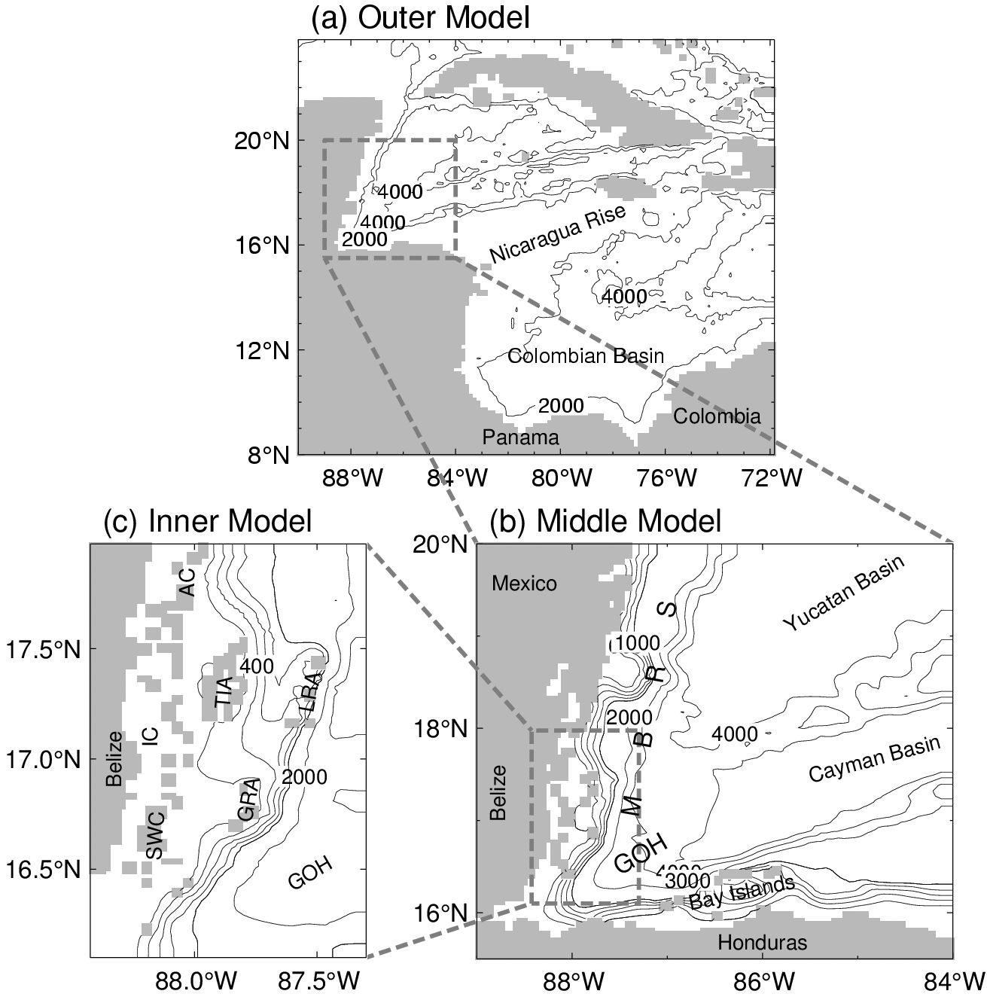 (a) Outer Model
20°N
16°N
12°N
8°N
4000
4000
2000
Nicaragua Rise
4000
Colombian Basin
2000
Colombia
Panama
88°W
84°W
80°W
76°W
72°W
(c) Inner Model
17.5°N
17.0°N
16.5°N
AC
400
TIA
LBA
IC
Belize
2000
GRA
SWC
GOH
88.0°W
87.5°W
(b) Middle Model
20°N
18°N
16°N
Mexico
Yucatan Basin
S
1000
R
2000
B
4000
Cayman Basin
Belize
M
GOH
4000
3000
Bay Islands
Honduras
88°W
86°W
84°W